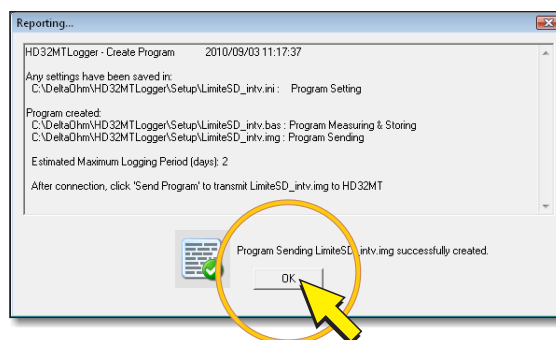 Reporting...
HD32MTLogger - Create Program 2010/09/03 11:17:37
Any settings have been saved in:
C:\DeltaOhm\HD32MTLogger\Setup\LimiteSD_intv.ini : Program Setting
Program created:
C:\DeltaOhm\HD32MTLogger\Setup\LimiteSD_intv.bas : Program Measuring & Storing
C:\DeltaOhm\HD32MTLogger\Setup\LimiteSD_intv.img : Program Sending
Estimated Maximum Logging Period (days): 2
After connection, click 'Send Program' to transmit LimiteSD_intv.img to HD32MT
Program Sending LimiteSD_intv.img successfully created.
OK